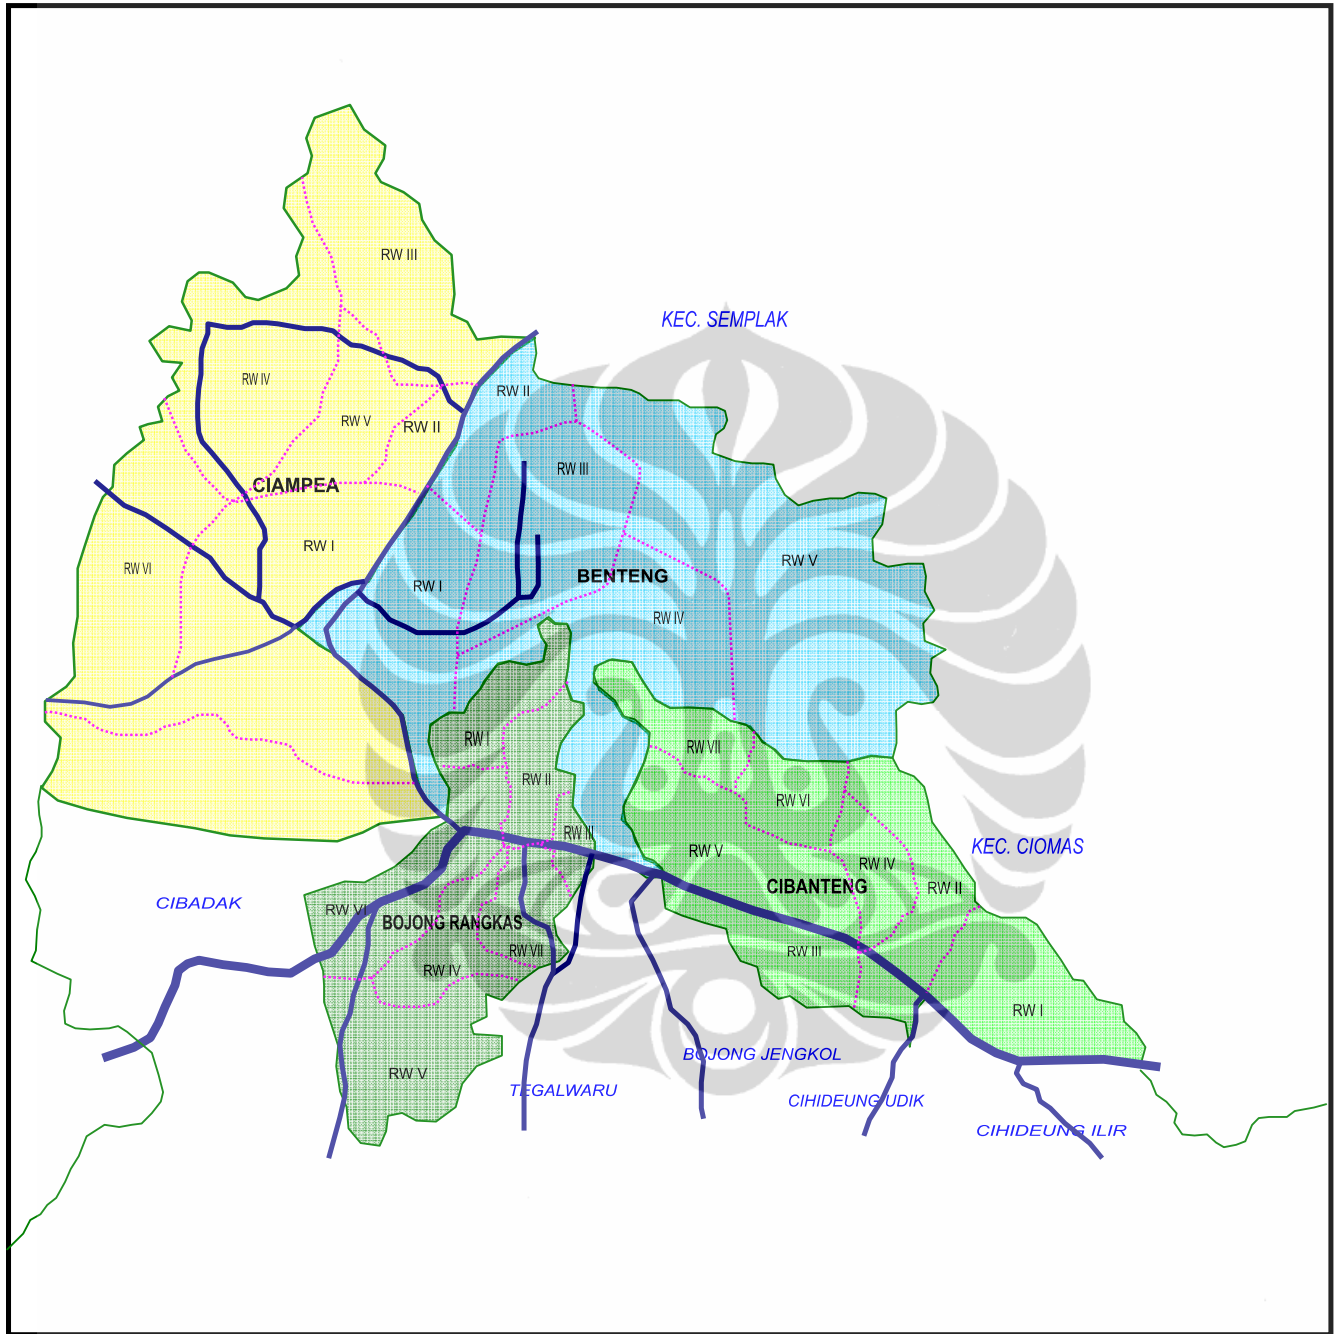 RW III
KEC. SEMPLAK
RW IV
RW II
RW V
RW II
RW III
CIAMPEA
RW I
RW V
RW VI
BENTENG
RW I
RW IV
RW I
RW VII
RW II
RW VI
RW III
KEC. CIOMAS
RW V
RW IV
CIBANTENG
RW II
CIBADAK
RW VI
BOJONG RANGKAS
RW VII
RW III
RW IV
RW I
BOJONG JENGKOL
RW V
TEGALWARU
CIHIDEUNG UDIK
CIHIDEUNG ILIR